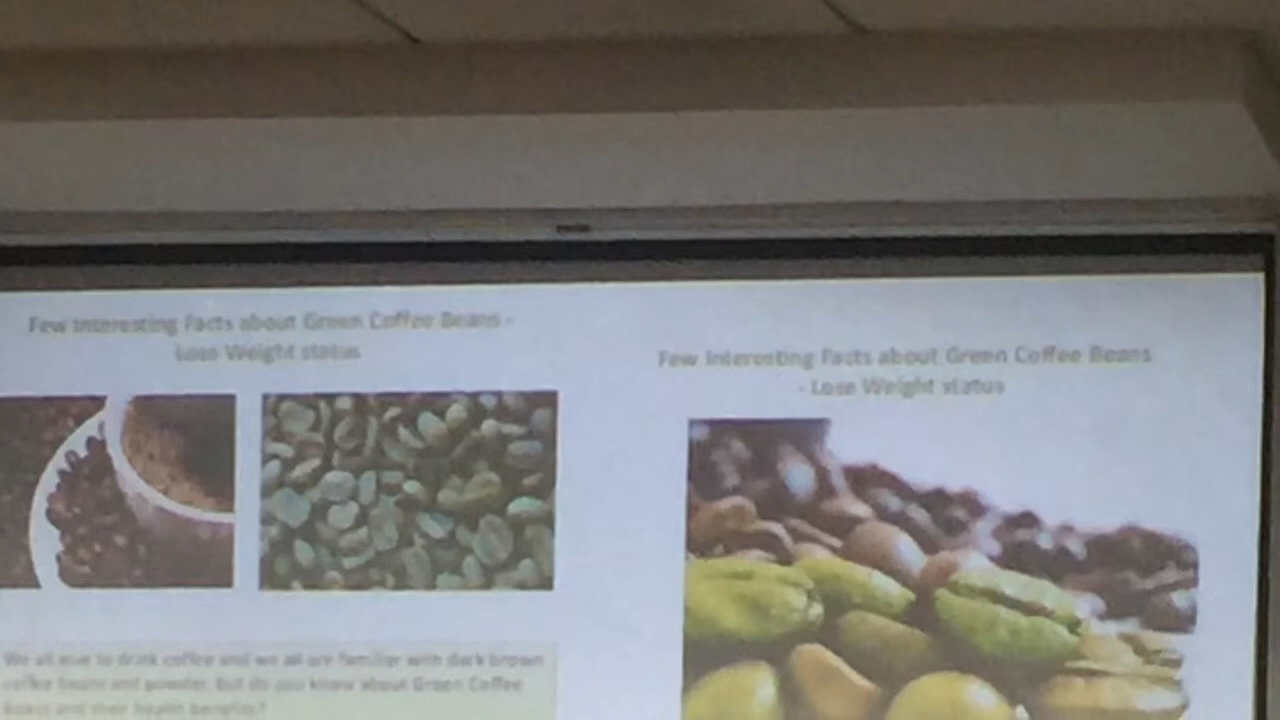 Few Interesting Facts about Green Coffee Beans -
Lose Weight status
Few Interesting Facts about Green Coffee Beans
- Lose Weight status
We all love to drink coffee and we all are familiar with dark brown
coffee beans and powder. But do you know about Green Coffee
Beans and their health benefits?